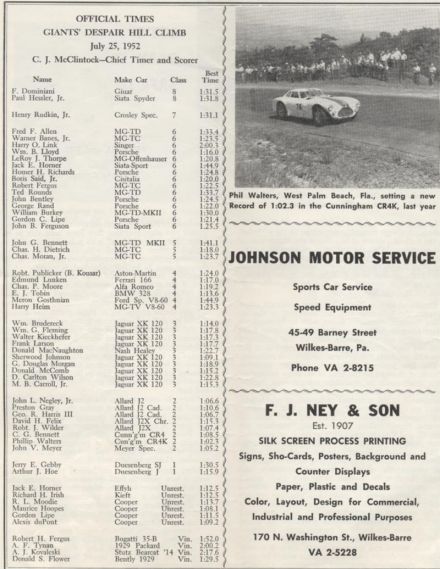 OFFICIAL TIMES
GIANTS' DESPAIR HILL CLIMB
July 25, 1952
C. J. McClintock—Chief Timer and Scorer
Name Make Car Class Best Time
F. Dominiani Giaur 8 1:31.5
Paul Hessler, Jr. Siata Spyder 8 1:31.8
Henry Rudkin, Jr. Crosley Spec. 7 1:31.1
Fred F. Allen MG-TD 6 1:33.4
Warner Banes, Jr. MG-TC 6 1:23.5
Harry O. Link Singer 6 2:00.3
Wm. B. Lloyd Porsche 6 1:16.0
LeRoy J. Thorpe MG-Offenhauser 6 1:20.8
Jack E. Horner Siata-Sport 6 1:44.9
Homer H. Richards Porsche 6 1:24.8
Boris Said, Jr. Cisitalia 6 1:20.0
Robert Fergus MG-TC 6 1:22.5
Ted Rounds MG-TD 6 1:33.7
John Bentley Porsche 6 1:24.5
George Rand Porsche 6 1:22.0
William Burkey MG-TD-MKII 6 1:30.0
Gordon C. Lipe Porsche 6 1:21.4
John B. Ferguson Siata Sport 6 1:25.5
John G. Bennett MG-TD MKII 5 1:41.1
Chas. H. Dietrich MG-TC 5 1:18.0
Chas. Moran, Jr. MG-TC 5 1:23.7
Robt. Publicker (B. Kousar) Aston-Martin 4 1:24.0
Edmund Lunken Ferrari 166 4 1:17.0
Chas. P. Moore Alfa Romeo 4 1:19.2
E. J. Tobin BMW 328 4 1:13.6
Meron Gosthnian Ford Sp. V8-60 4 1:44.9
Harry Heim MG-TV V8-60 4 1:23.3
Wm. Brudereck Jaguar XK 120 3 1:14.0
Wm. G. Fleming Jaguar XK 120 3 1:17.8
Walter Kieckhefer Jaguar XK 120 3 1:17.3
Frank Larson Jaguar XK 120 3 1:17.7
Donald MacNaughton Nash Healey 3 1:22.7
Sherwood Johnson Jaguar XK 120 3 1:09.1
G. Douglas Morgan Jaguar XK 120 3 1:18.9
Donald McComb Jaguar XK 120 3 1:15.2
D. Carlton Wilson Jaguar XK 120 3 1:22.8
M. B. Carroll, Jr. Jaguar XK 120 3 1:15.3
John L. Negley, Jr. Allard J2 2 1:06.6
Preston Gray Allard J2 Cad. 2 1:10.6
Geo. R. Harris III Allard J2 Cad. 2 1:06.7
David H. Felix Allard J2X Chr. 2 1:15.3
Robt. J. Wilder Allard J2X 2 1:07.4
C. G. Bennett Cunn'g'm CR4 2 1:08.5
Phillip Walters Cunn'g'm CR4K 2 1:02.3
John V. Meyer Meyer Spec. 2 1:05.2
Jerry E. Gebby Duesenberg SJ 1 1:30.5
Arthur J. Hoe Duesenberg J 1 1:15.9
Jack E. Horner Effyh Unrest. 1:12.5
Richard H. Irish Kieft Unrest. 1:12.5
R. L. Moodie Cooper Unrest. 1:13.7
Maurice Hoopes Cooper Unrest. 1:08.1
Gordon Lipe Cooper Unrest. 1:11.5
Alexis duPont Cooper Unrest. 1:09.2
Robert H. Fergus Bugatti 35-B Vin. 1:52.0
A. F. Tynan 1929 Packard Vin. 2:00.2
A. J. Kovaleski Stutz Bearcat '14 Vin. 2:17.6
Donald S. Flower Bently 1929 Vin. 1:29.5
Phil Walters, West Palm Beach, Fla., setting a new
Record of 1:02.3 in the Cunningham CR4K, last year
JOHNSON MOTOR SERVICE
Sports Car Service
Speed Equipment
45-49 Barney Street
Wilkes-Barre, Pa.
Phone VA 2-8215
F. J. NEY & SON
Est. 1907
SILK SCREEN PROCESS PRINTING
Signs, Sho-Cards, Posters, Background and
Counter Displays
Paper, Plastic and Decals
Color, Layout, Design for Commercial,
Industrial and Professional Purposes
170 N. Washington St., Wilkes-Barre
VA 2-5228